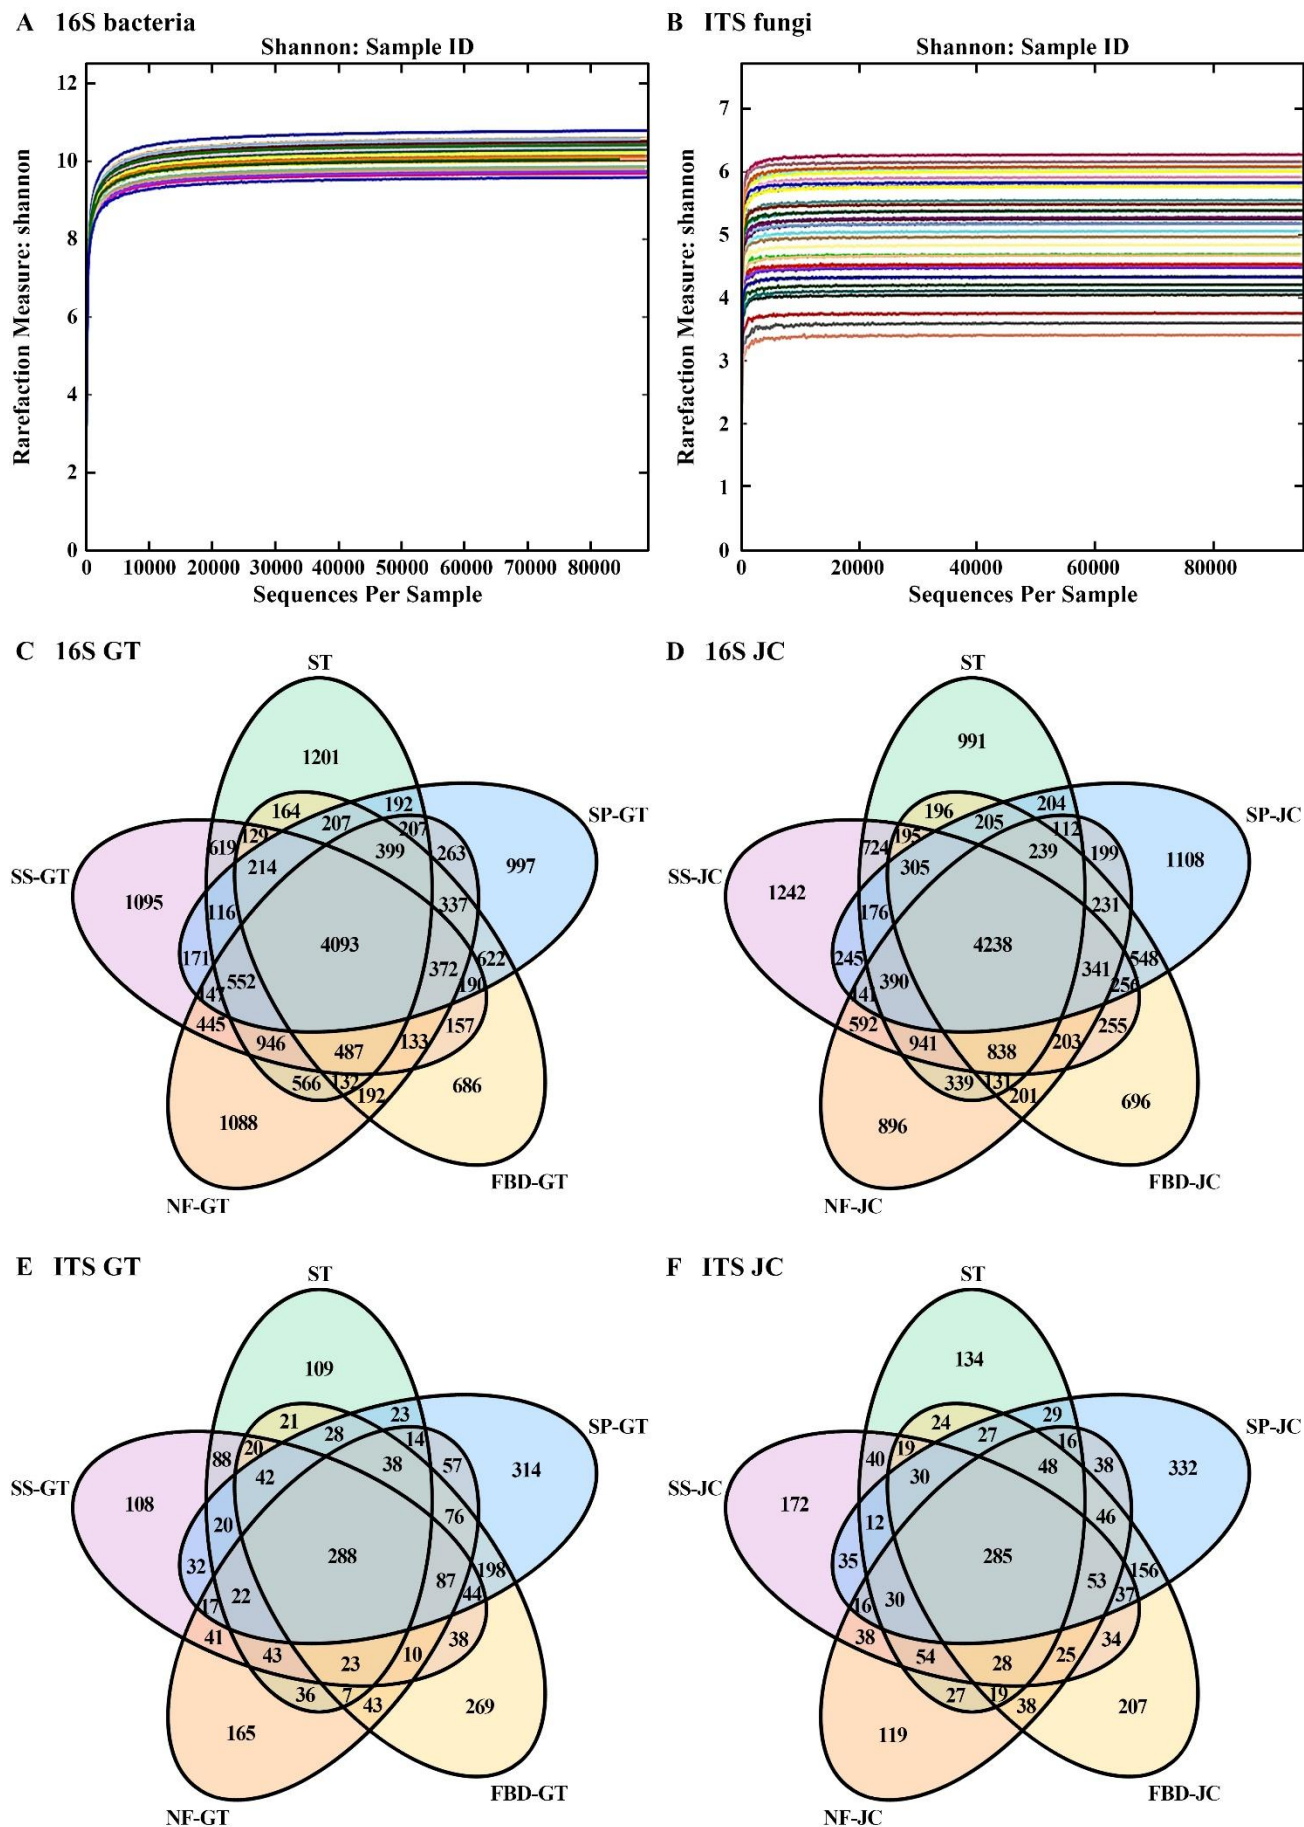 A 16S bacteria
Shannon: Sample ID
12
10
8
6
4
2
0
Rarefaction Measure: shannon
0 10000 20000 30000 40000 50000 60000 70000 80000
Sequences Per Sample
B ITS fungi
Shannon: Sample ID
7
6
5
4
3
2
1
0
Rarefaction Measure: shannon
0 20000 40000 60000 80000
Sequences Per Sample
C 16S GT
ST
1201
SP-GT
164 192
207 207
129
619 399 263 997
214
SS-GT
1095 337
116
4093
171 622
552 372 190
147
445 157
946 487 133
566 132 192 686
1088
FBD-GT
NF-GT
D 16S JC
ST
991
SP-JC
196 204
205 112
195
724 239 199 1108
305
SS-JC
1242 231
176
4238
245 548
390 341 256
141
592 255
941 838 203
339 131 201 696
896
FBD-JC
NF-JC
E ITS GT
ST
109
SP-GT
21 23
28 14
20
88 38 57 314
42
SS-GT
108 76
20
288
32 198
22 87 44
17
41 38
43 23 10
36 7 43 269
165
FBD-GT
NF-GT
F ITS JC
ST
134
SP-JC
24 29
27 16
19
40 48 38 332
30
SS-JC
172 46
12
285
35 156
30 53 37
16
38 34
54 28 25
27 19 38 207
119
FBD-JC
NF-JC